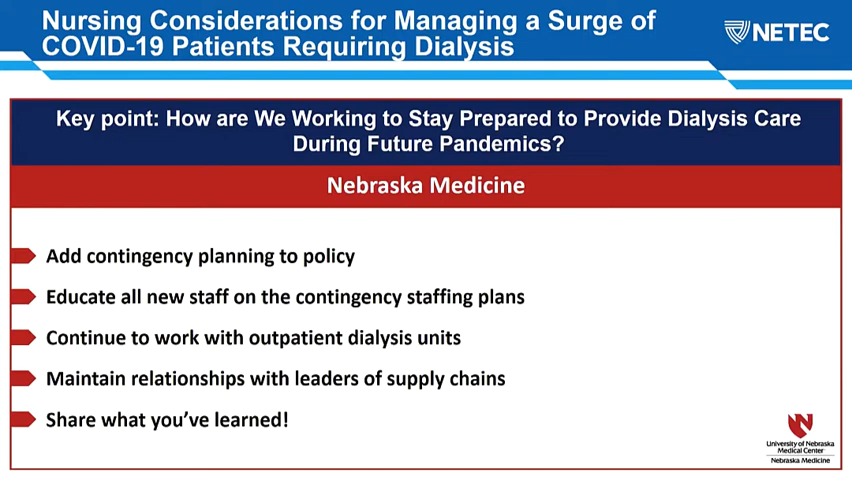 Nursing Considerations for Managing a Surge of
COVID-19 Patients Requiring Dialysis
NETEC
Key point: How are We Working to Stay Prepared to Provide Dialysis Care
During Future Pandemics?
Nebraska Medicine
Add contingency planning to policy
Educate all new staff on the contingency staffing plans
Continue to work with outpatient dialysis units
Maintain relationships with leaders of supply chains
Share what you’ve learned!
University of Nebraska
Medical Center
Nebraska Medicine